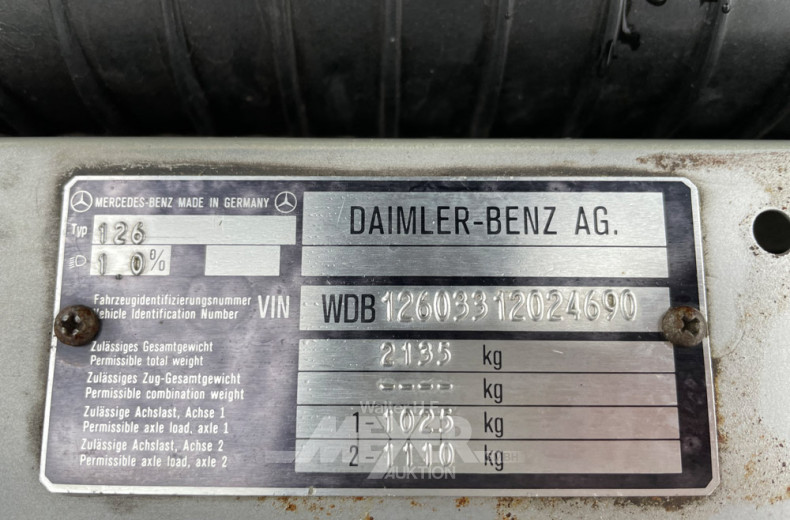 MERCEDES-BENZ MADE IN GERMANY
DAIMLER-BENZ AG.
Typ 126
1.0%
Fahrzeugidentifizierungsnummer
Vehicle Identification Number
VIN WDB12603312024690
Zulässiges Gesamtgewicht
Permissible total weight
2135 kg
Zulässiges Zug-Gesamtgewicht
Permissible combination weight
---- kg
Zulässige Achslast, Achse 1
Permissible axle load, axle 1
1 1025 kg
Zulässige Achslast, Achse 2
Permissible axle load, axle 2
2 1110 kg
MEYER
AUKTION